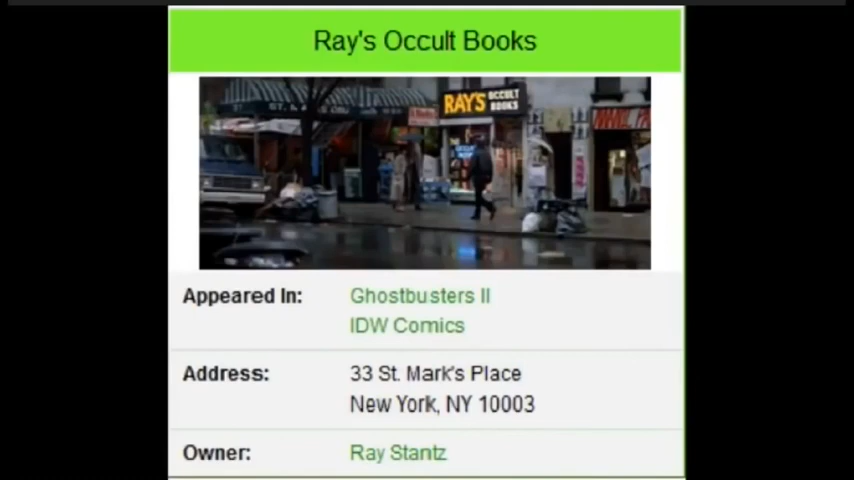 Ray's Occult Books
RAY'S OCCULT
BOOKS
Appeared In: Ghostbusters II
IDW Comics
Address: 33 St. Mark's Place
New York, NY 10003
Owner: Ray Stantz